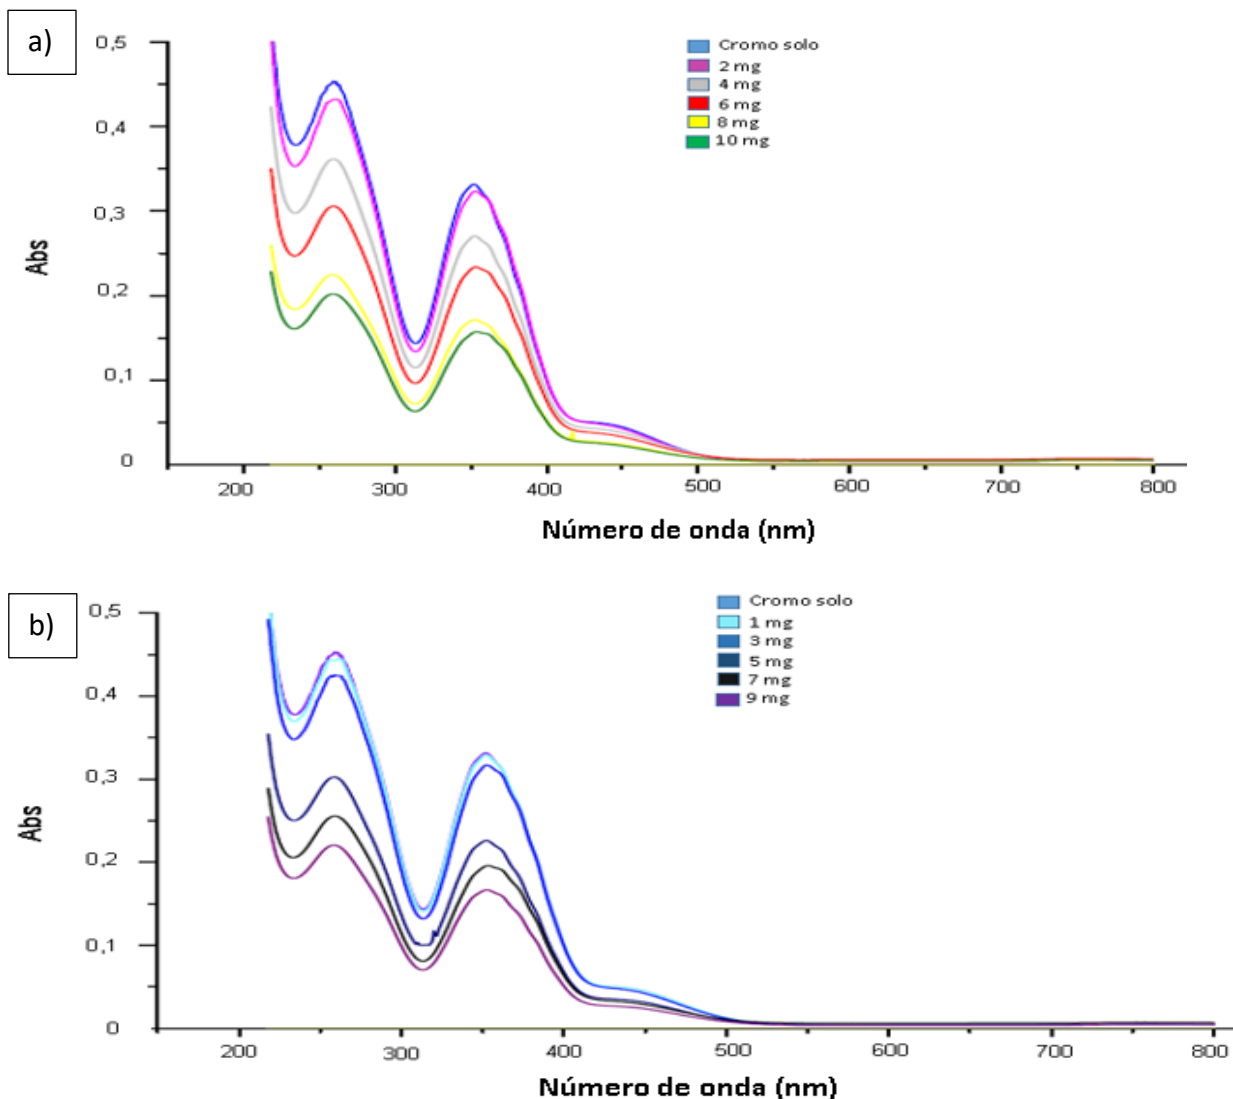 a)
0,5
0,4
0,3
0,2
0,1
0
Abs
Cromo solo
2 mg
4 mg
6 mg
8 mg
10 mg
200 300 400 500 600 700 800
Número de onda (nm)
b)
0,5
0,4
0,3
0,2
0,1
0
Abs
Cromo solo
1 mg
3 mg
5 mg
7 mg
9 mg
200 300 400 500 600 700 800
Número de onda (nm)